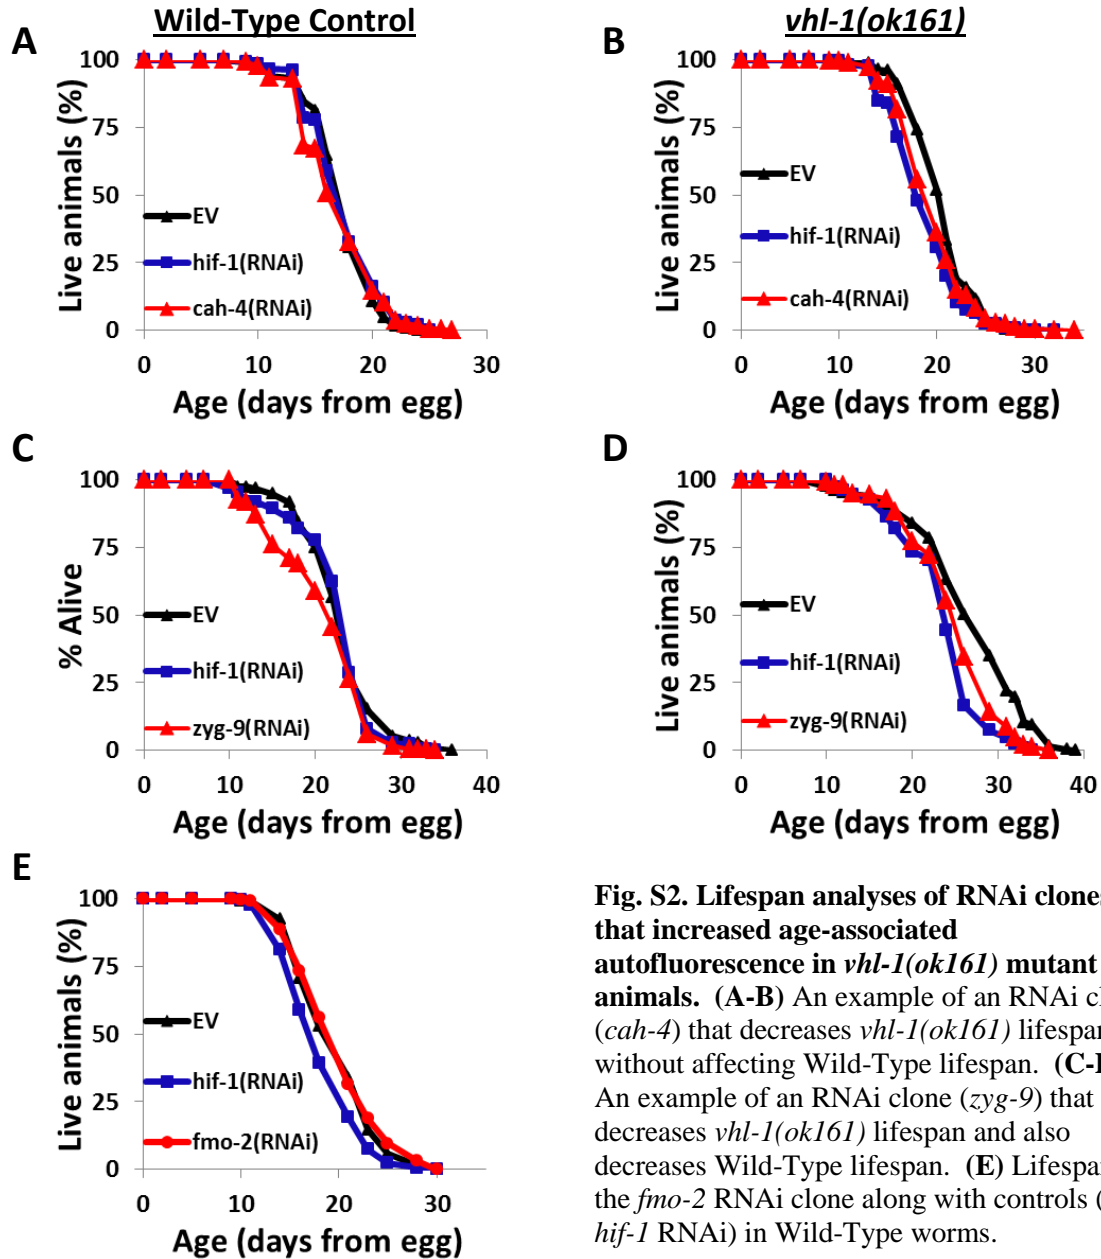 Wild-Type Control
vhl-1(ok161)
A
100
75
50
25
0
Live animals (%)
EV
hif-1(RNAi)
cah-4(RNAi)
0 10 20 30
Age (days from egg)
B
100
75
50
25
0
Live animals (%)
EV
hif-1(RNAi)
cah-4(RNAi)
0 10 20 30
Age (days from egg)
C
100
75
50
25
0
% Alive
EV
hif-1(RNAi)
zyg-9(RNAi)
0 10 20 30 40
Age (days from egg)
D
100
75
50
25
0
Live animals (%)
EV
hif-1(RNAi)
zyg-9(RNAi)
0 10 20 30 40
Age (days from egg)
E
100
75
50
25
0
Live animals (%)
EV
hif-1(RNAi)
fmo-2(RNAi)
0 10 20 30
Age (days from egg)
Fig. S2. Lifespan analyses of RNAi clones
that increased age-associated
autofluorescence in vhl-1(ok161) mutant
animals. (A-B) An example of an RNAi
(cah-4) that decreases vhl-1(ok161) lifespan
without affecting Wild-Type lifespan.
An example of an RNAi clone (zyg-9) that
decreases vhl-1(ok161) lifespan and also
decreases Wild-Type lifespan. (E) Lifespan
the fmo-2 RNAi clone along with controls (
hif-1 RNAi) in Wild-Type worms.